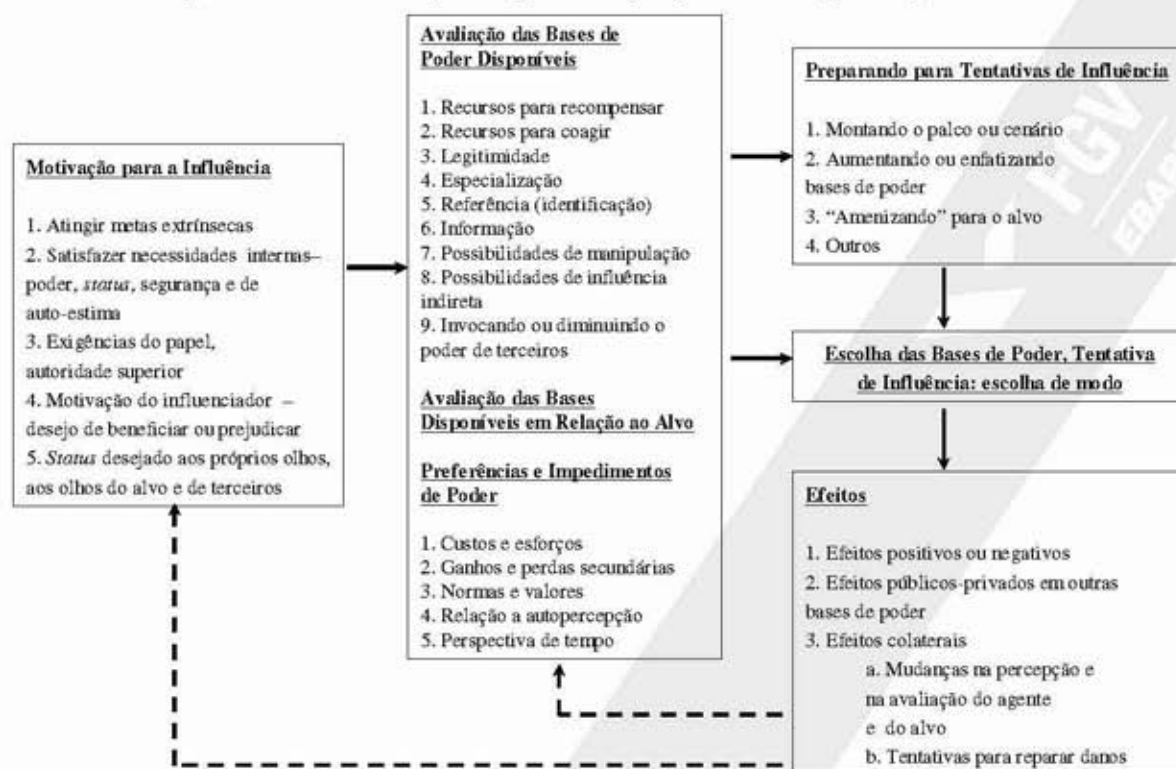 Motivação para a Influência
1. Atingir metas extrínsecas
2. Satisfazer necessidades internas–
poder, status, segurança e de
auto-estima
3. Exigências do papel,
autoridade superior
4. Motivação do influenciador –
desejo de beneficiar ou prejudicar
5. Status desejado aos próprios olhos,
aos olhos do alvo e de terceiros
Avaliação das Bases de
Poder Disponíveis
1. Recursos para recompensar
2. Recursos para coagir
3. Legitimidade
4. Especialização
5. Referência (identificação)
6. Informação
7. Possibilidades de manipulação
8. Possibilidades de influência
indireta
9. Invocando ou diminuindo o
poder de terceiros
Avaliação das Bases
Disponíveis em Relação ao Alvo
Preferências e Impedimentos
de Poder
1. Custos e esforços
2. Ganhos e perdas secundárias
3. Normas e valores
4. Relação a autopercepção
5. Perspectiva de tempo
Preparando para Tentativas de Influência
1. Montando o palco ou cenário
2. Aumentando ou enfatizando
bases de poder
3. “Amenizando” para o alvo
4. Outros
Escolha das Bases de Poder, Tentativa
de Influência: escolha de modo
Efeitos
1. Efeitos positivos ou negativos
2. Efeitos públicos-privados em outras
bases de poder
3. Efeitos colaterais
a. Mudanças na percepção e
na avaliação do agente
e do alvo
b. Tentativas para reparar danos
FGV